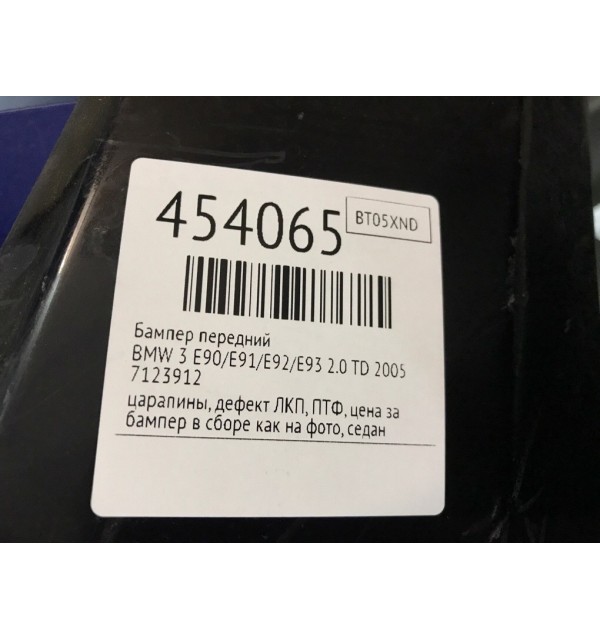 454065
BT05XND
Бампер передний
BMW 3 E90/E91/E92/E93 2.0 TD 2005
7123912
царапины, дефект ЛКП, ПТФ, цена за
бампер в сборе как на фото, седан